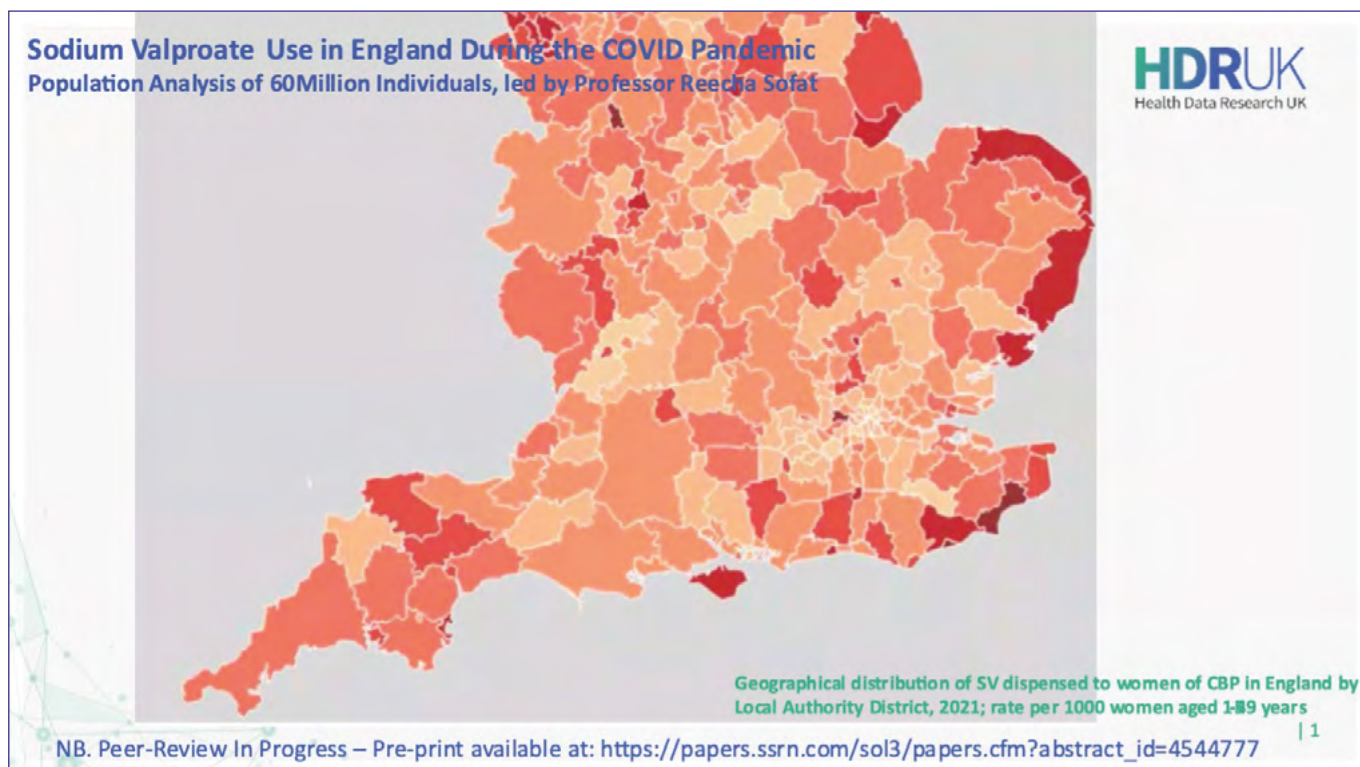 Sodium Valproate Use in England During the COVID Pandemic
Population Analysis of 60Million Individuals, led by Professor Reecha Sofat
HDRUK
Health Data Research UK
Geographical distribution of SV dispensed to women of CBP in England by
Local Authority District, 2021; rate per 1000 women aged years
| 1
NB. Peer-Review In Progress – Pre-print available at: https://papers.ssrn.com/sol3/papers.cfm?abstract_id=4544777